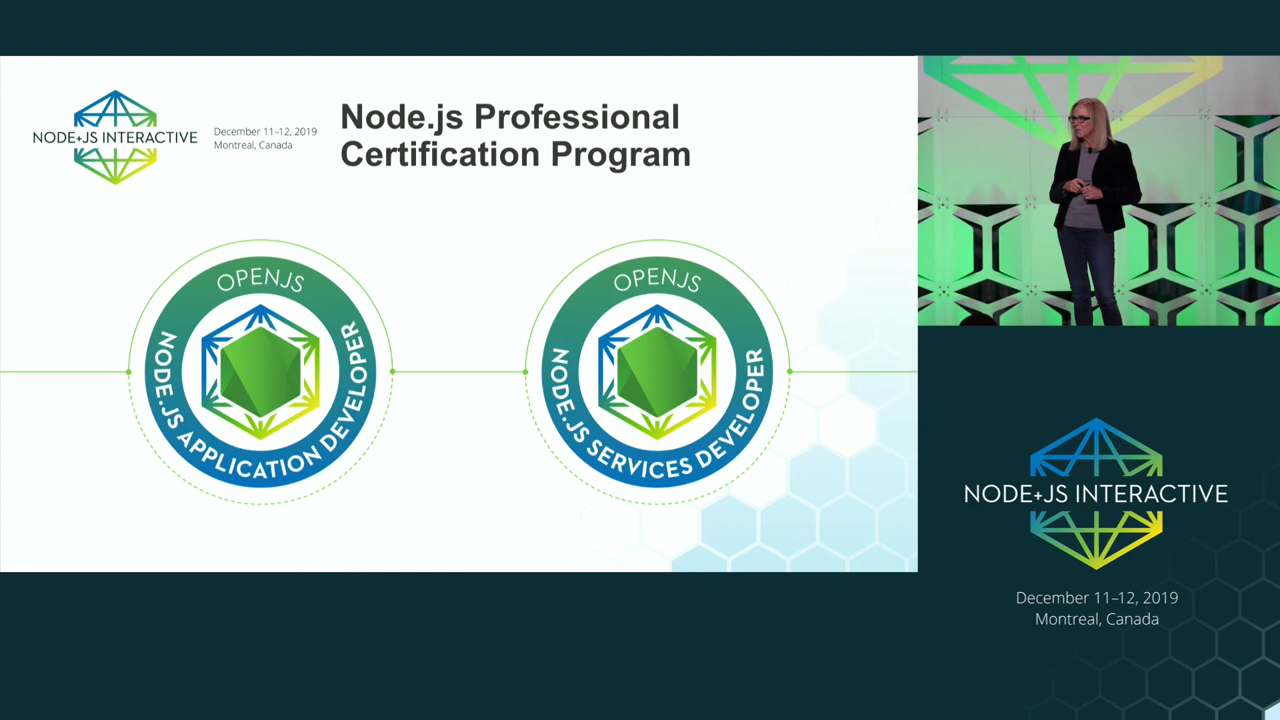 NODE+JS INTERACTIVE
December 11–12, 2019
Montreal, Canada
Node.js Professional
Certification Program
OPENJS
NODE.JS APPLICATION DEVELOPER
OPENJS
NODE.JS SERVICES DEVELOPER
NODE+JS INTERACTIVE
December 11–12, 2019
Montreal, Canada